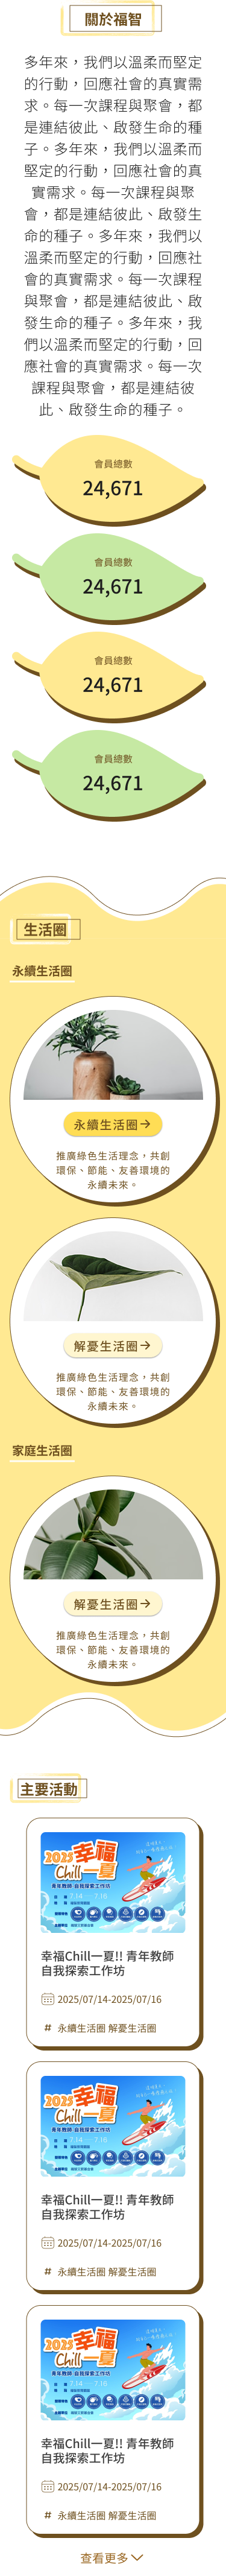 關於福智
多年來，我們以溫柔而堅定
的行動，回應社會的真實需
求。每一次課程與聚會，都
是連結彼此、啟發生命的種
子。多年來，我們以溫柔而
堅定的行動，回應社會的真
實需求。每一次課程與聚
會，都是連結彼此、啟發生
命的種子。多年來，我們以
溫柔而堅定的行動，回應社
會的真實需求。每一次課程
與聚會，都是連結彼此、啟
發生命的種子。多年來，我
們以溫柔而堅定的行動，回
應社會的真實需求。每一次
課程與聚會，都是連結彼
此、啟發生命的種子。
會員總數
24,671
會員總數
24,671
會員總數
24,671
會員總數
24,671
生活圈
永續生活圈
永續生活圈
推廣綠色生活理念，共創
環保、節能、友善環境的
永續未來。
解憂生活圈
推廣綠色生活理念，共創
環保、節能、友善環境的
永續未來。
家庭生活圈
解憂生活圈
推廣綠色生活理念，共創
環保、節能、友善環境的
永續未來。
主要活動
2025幸福
Chill一夏
青年教師 自我探索工作坊
7.14
7.16
幸福Chill一夏!! 青年教師
自我探索工作坊
2025/07/14-2025/07/16
# 永續生活圈 解憂生活圈
2025幸福
Chill一夏
青年教師 自我探索工作坊
7.14
7.16
幸福Chill一夏!! 青年教師
自我探索工作坊
2025/07/14-2025/07/16
# 永續生活圈 解憂生活圈
2025幸福
Chill一夏
青年教師 自我探索工作坊
7.14
7.16
幸福Chill一夏!! 青年教師
自我探索工作坊
2025/07/14-2025/07/16
# 永續生活圈 解憂生活圈
查看更多